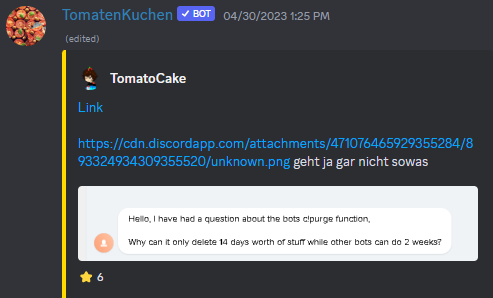 TomatenKuchen BOT 04/30/2023 1:25 PM
(edited)
TomatoCake
Link
https://cdn.discordapp.com/attachments/471076465929355284/8
93324934309355520/unknown.png geht ja gar nicht sowas
Hello, I have had a question about the bots c!purge function,
Why can it only delete 14 days worth of stuff while other bots can do 2 weeks?
6